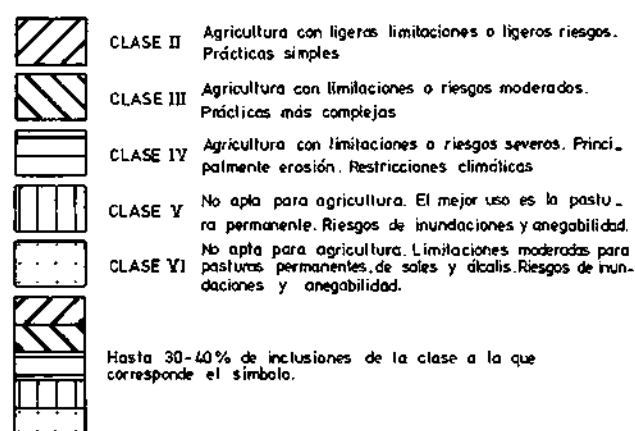 CLASE II Agricultura con ligeras limitaciones o ligeros riesgos.
Prácticas simples
CLASE III Agricultura con limitaciones o riesgos moderados.
Prácticas más complejas
CLASE IV Agricultura con limitaciones o riesgos severos. Princi_
palmente erosión. Restricciones climáticas
CLASE V No apta para agricultura. El mejor uso es la pastu_
ra permanente. Riesgos de inundaciones y anegabilidad.
CLASE VI No apta para agricultura. Limitaciones moderadas para
pasturas permanentes, de sales y álcalis. Riesgos de inun-
daciones y anegabilidad.
Hasta 30-40% de inclusiones de la clase a la que
corresponde el símbolo.